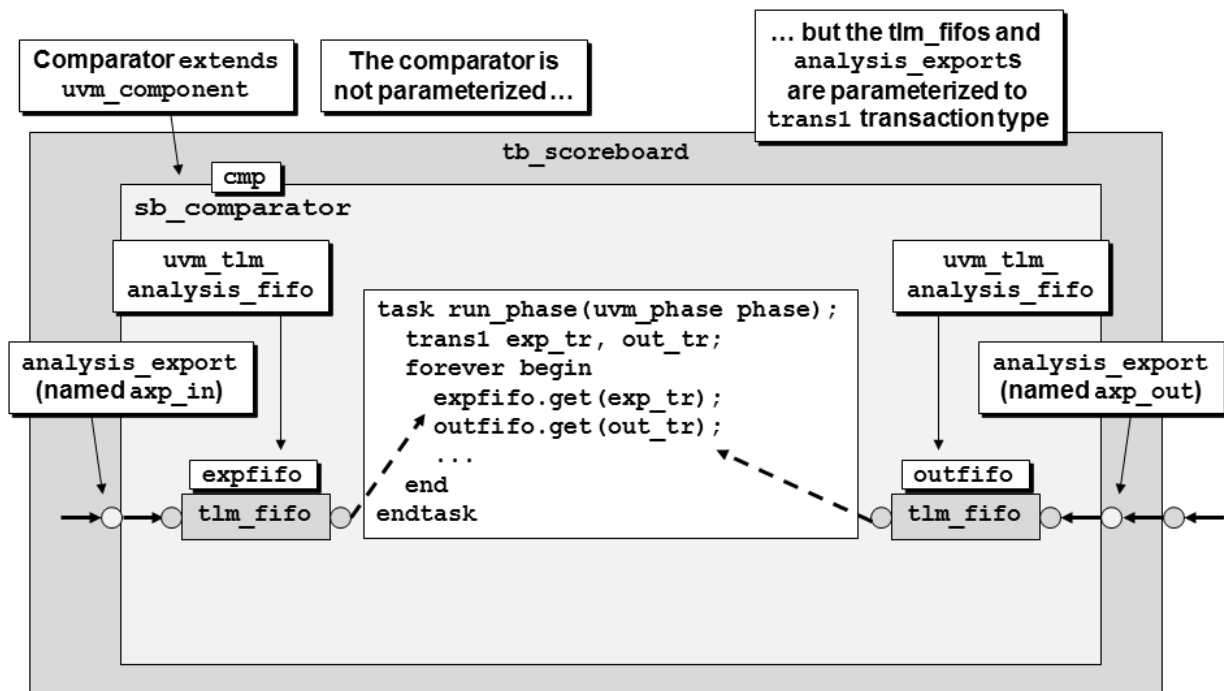 Comparator extends
uvm_component
The comparator is
not parameterized ...
... but the tlm_fifos and
analysis_exports
are parameterized to
trans1 transaction type
tb_scoreboard
cmp
sb_comparator
uvm_tlm_
analysis_fifo
uvm_tlm_
analysis_fifo
analysis_export
(named axp_in)
task run_phase(uvm_phase phase);
trans1 exp_tr, out_tr;
forever begin
expfifo.get(exp_tr);
outfifo.get(out_tr);
...
end
endtask
analysis_export
(named axp_out)
expfifo
tlm_fifo
outfifo
tlm_fifo